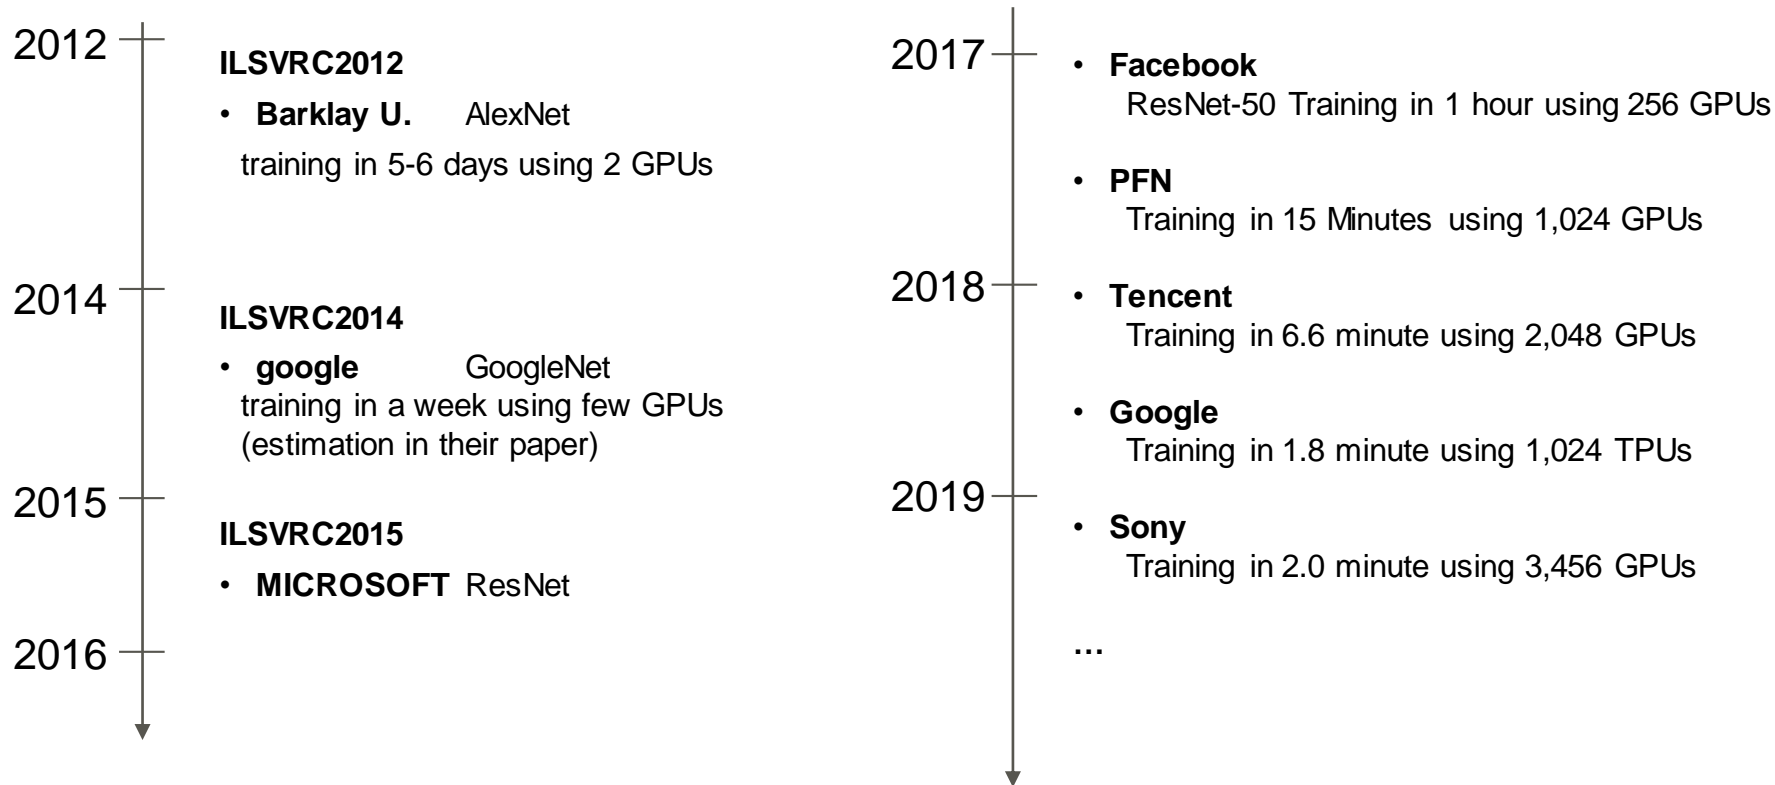 2012
ILSVRC2012
• Barklay U. AlexNet
training in 5-6 days using 2 GPUs
2014
ILSVRC2014
• google GoogleNet
training in a week using few GPUs
(estimation in their paper)
2015
ILSVRC2015
• MICROSOFT ResNet
2016
2017
• Facebook
ResNet-50 Training in 1 hour using 256 GPUs
• PFN
Training in 15 Minutes using 1,024 GPUs
2018
• Tencent
Training in 6.6 minute using 2,048 GPUs
• Google
Training in 1.8 minute using 1,024 TPUs
2019
• Sony
Training in 2.0 minute using 3,456 GPUs
...